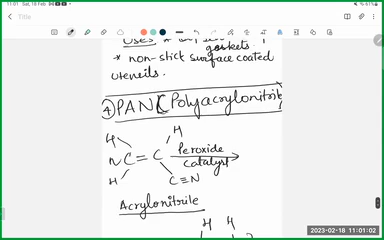 11:01 Sat, 18 Feb
61%
Title
Uses
gaskets
* non-stick surface coated
utensils.
④ PAN (Polyacrylonitrile)
H H
n C = C Peroxide
catalyst
H C≡N
Acrylonitrile
H H
2023-02-18 11:01:02